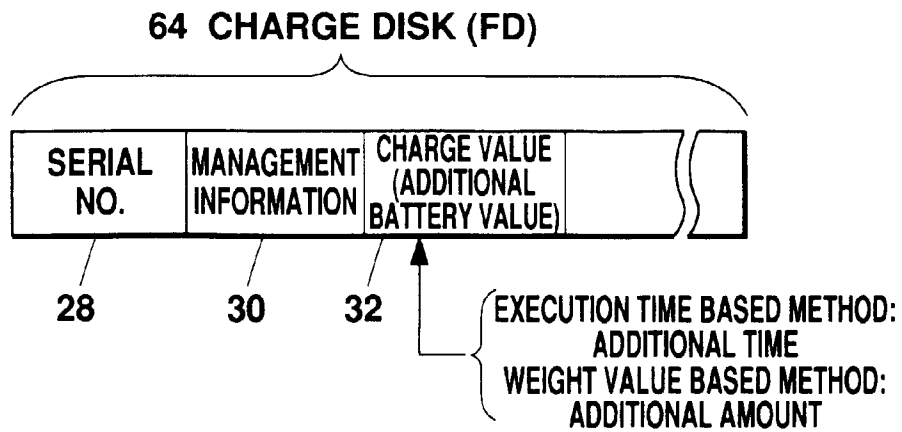 64 CHARGE DISK (FD)
SERIAL
NO.
MANAGEMENT
INFORMATION
CHARGE VALUE
(ADDITIONAL
BATTERY VALUE)
28
30
32
EXECUTION TIME BASED METHOD:
ADDITIONAL TIME
WEIGHT VALUE BASED METHOD:
ADDITIONAL AMOUNT